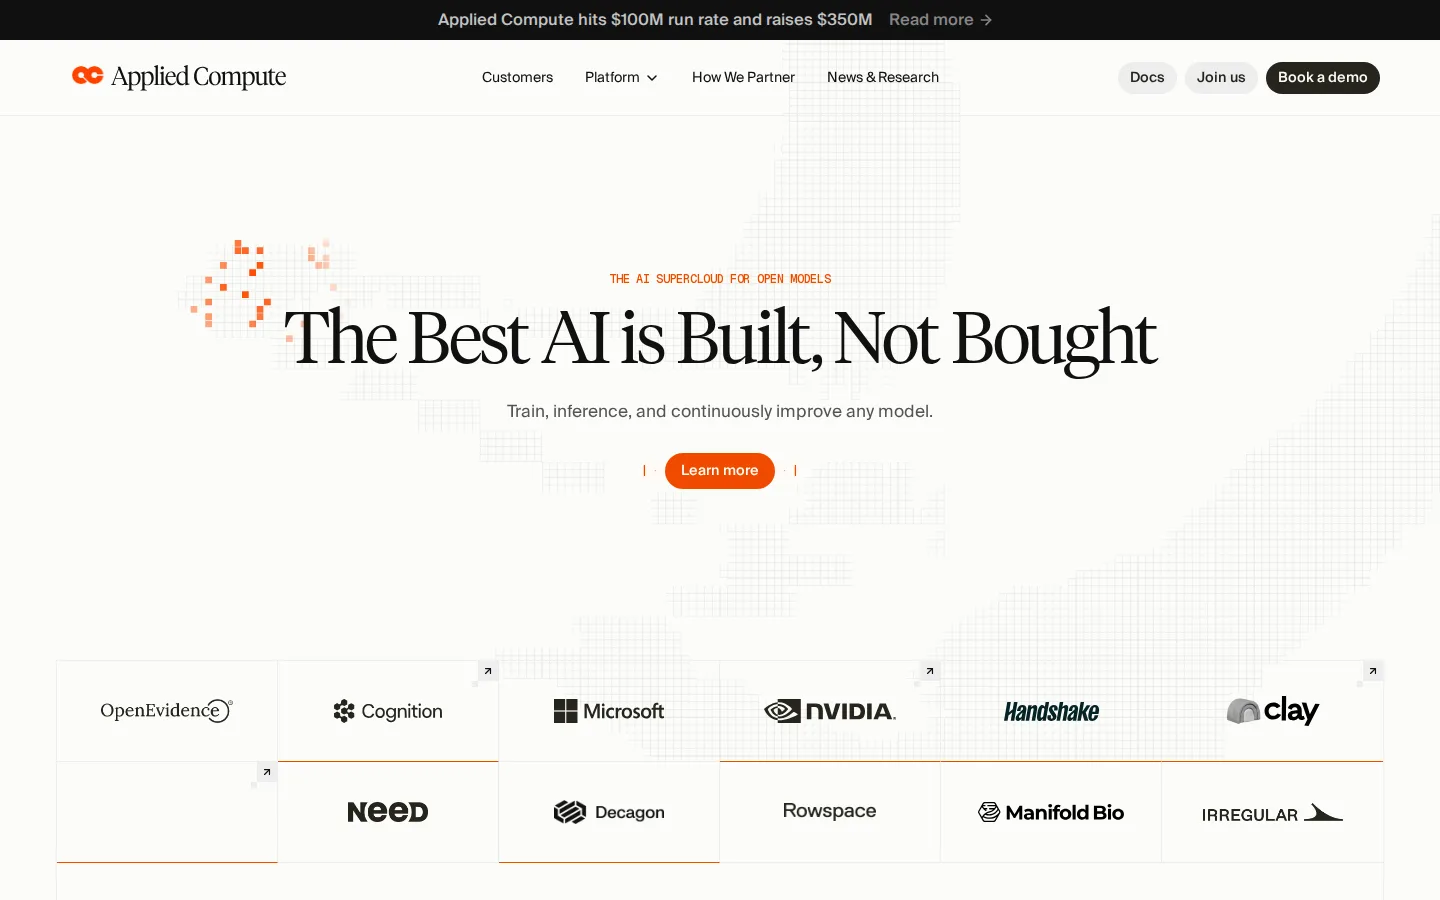 Applied Compute hits $100M run rate and raises $350M Read more →
Applied Compute
Customers
Platform
How We Partner
News & Research
Docs
Join us
Book a demo
THE AI SUPERCLOUD FOR OPEN MODELS
The Best AI is Built, Not Bought
Train, inference, and continuously improve any model.
Learn more
OpenEvidence®
Cognition
Microsoft
NVIDIA.
Handshake
clay
NEED
Decagon
Rowspace
Manifold Bio
IRREGULAR